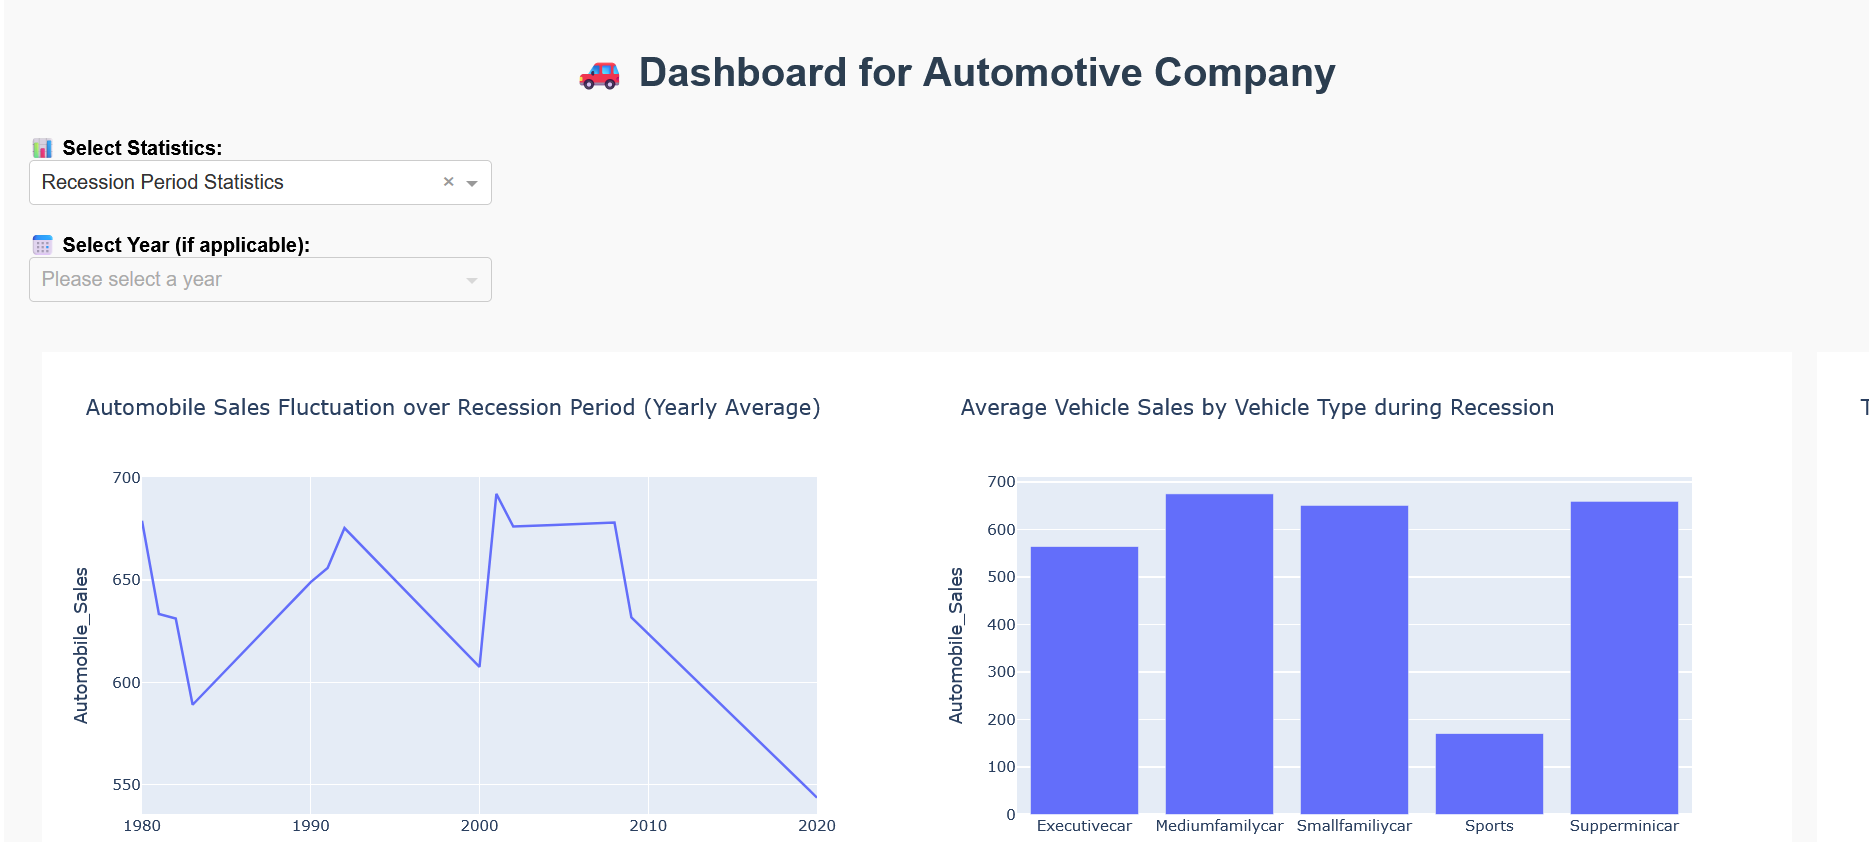 Dashboard for Automotive Company
Select Statistics:
Recession Period Statistics
×
Select Year (if applicable):
Please select a year
Automobile Sales Fluctuation over Recession Period (Yearly Average)
700
650
600
550
Automobile_Sales
1980 1990 2000 2010 2020
Average Vehicle Sales by Vehicle Type during Recession
700
600
500
400
300
200
100
0
Automobile_Sales
Executivecar Mediumfamilycar Smallfamiliycar Sports Supperminicar